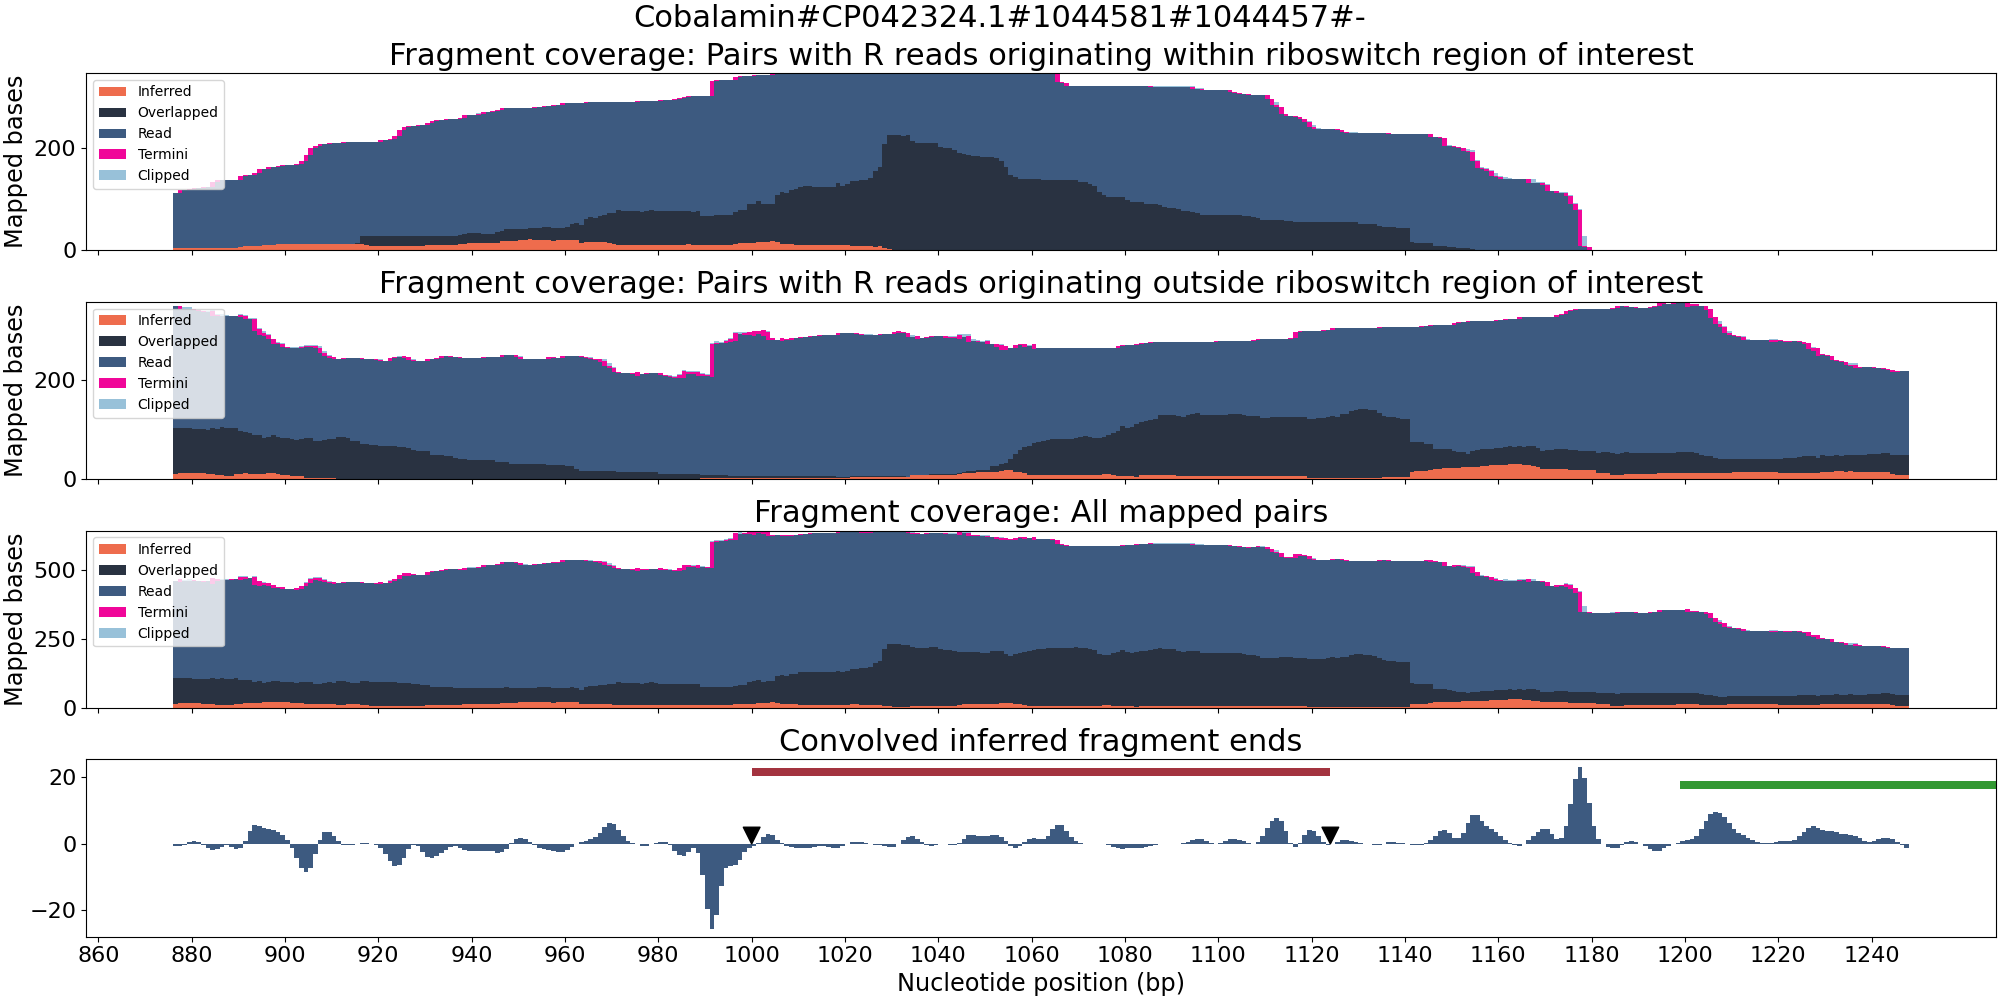 Cobalamin#CP042324.1#1044581#1044457#-
Fragment coverage: Pairs with R reads originating within riboswitch region of interest
Mapped bases
200
0
Inferred
Overlapped
Read
Termini
Clipped
Fragment coverage: Pairs with R reads originating outside riboswitch region of interest
Mapped bases
200
0
Inferred
Overlapped
Read
Termini
Clipped
Fragment coverage: All mapped pairs
Mapped bases
500
250
0
Inferred
Overlapped
Read
Termini
Clipped
Convolved inferred fragment ends
20
0
−20
860 880 900 920 940 960 980 1000 1020 1040 1060 1080 1100 1120 1140 1160 1180 1200 1220 1240
Nucleotide position (bp)